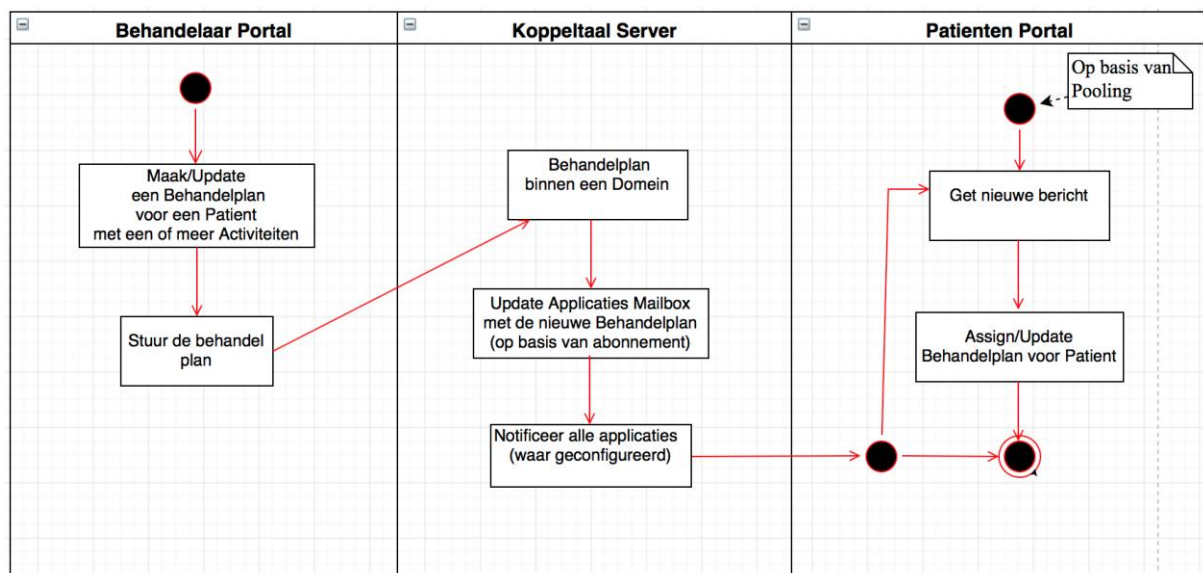 Behandelaar Portal
Koppeltaal Server
Patienten Portal
Op basis van
Pooling
Maak/Update
een Behandelplan
voor een Patient
met een of meer Activiteiten
Stuur de behandel
plan
Behandelplan
binnen een Domein
Update Applicaties Mailbox
met de nieuwe Behandelplan
(op basis van abonnement)
Notificeer alle applicaties
(waar geconfigureerd)
Get nieuwe bericht
Assign/Update
Behandelplan voor Patient